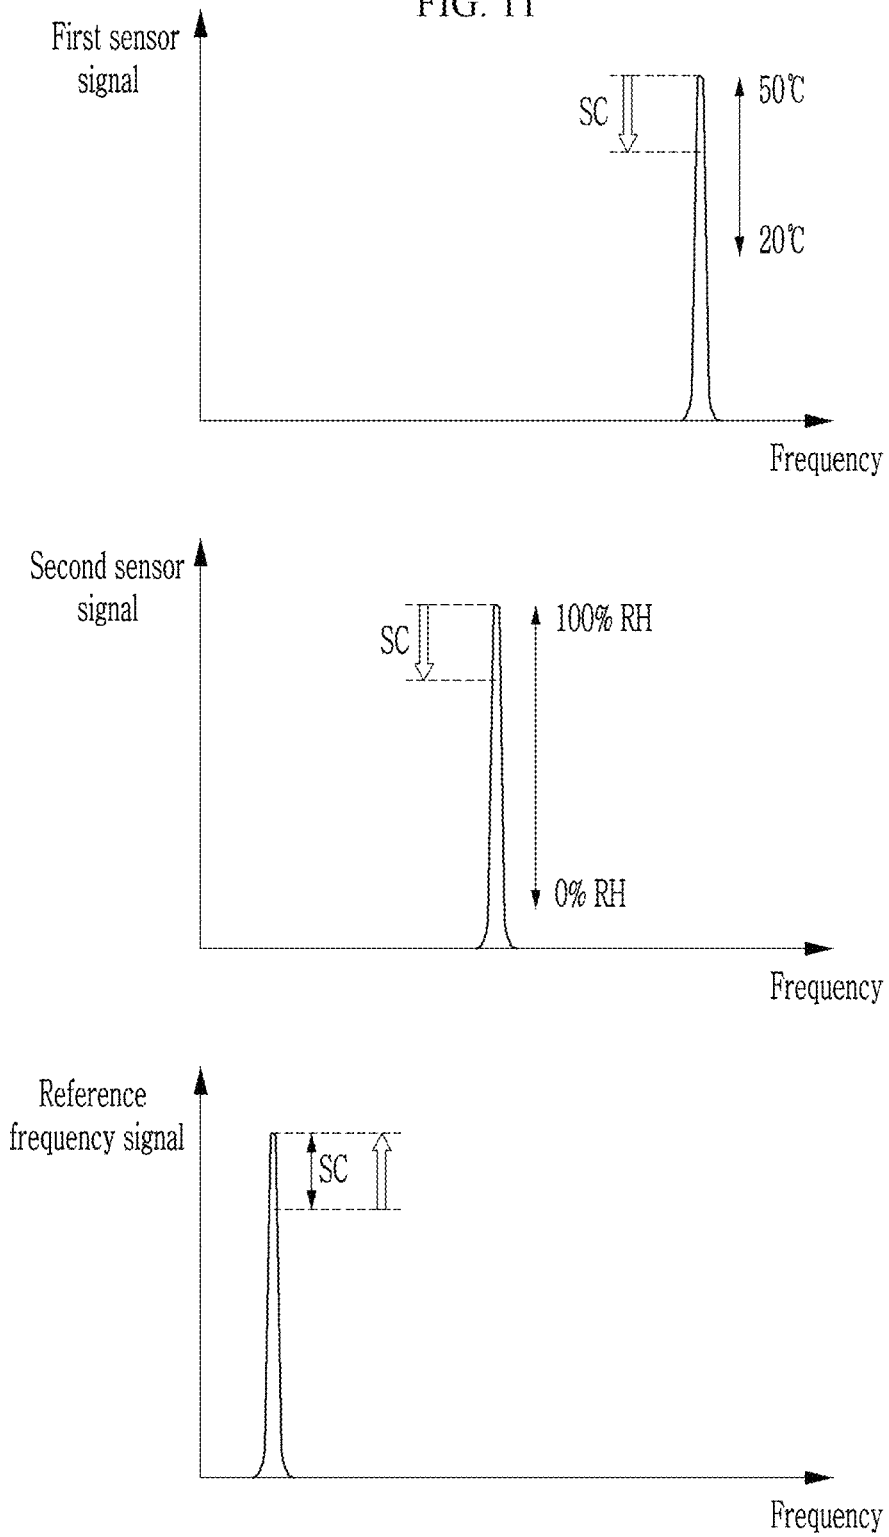 FIG. 11
First sensor
signal
SC
50℃
20℃
Frequency
Second sensor
signal
SC
100% RH
0% RH
Frequency
Reference
frequency signal
SC
Frequency